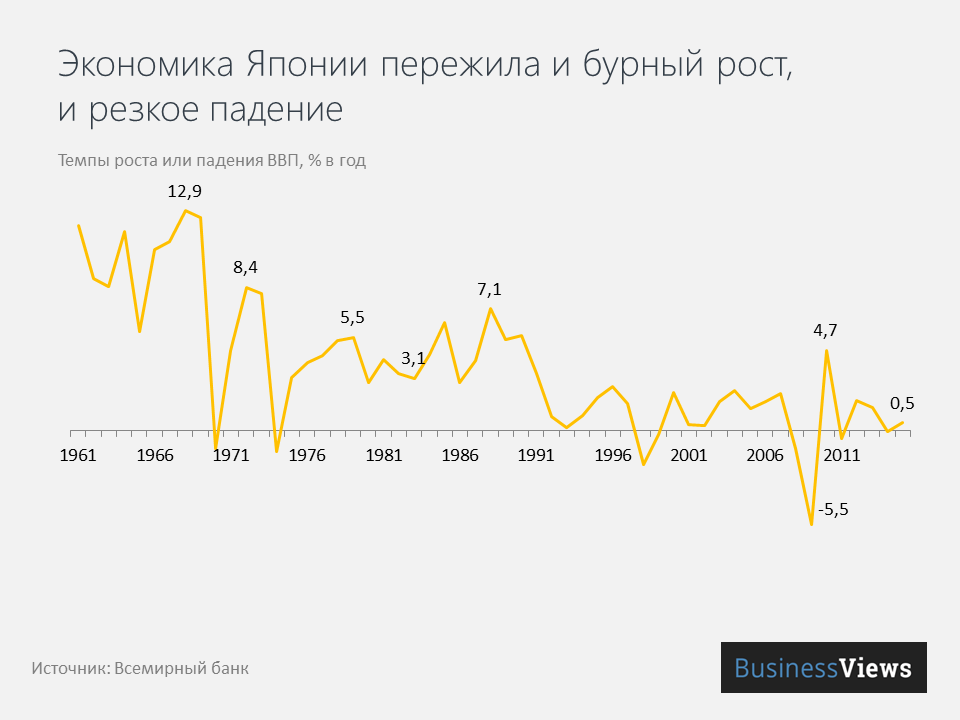 Экономика Японии пережила и бурный рост,
и резкое падение
Темпы роста или падения ВВП, % в год
12,9
8,4
5,5
3,1
7,1
4,7
0,5
-5,5
1961 1966 1971 1976 1981 1986 1991 1996 2001 2006 2011
Источник: Всемирный банк
BusinessViews